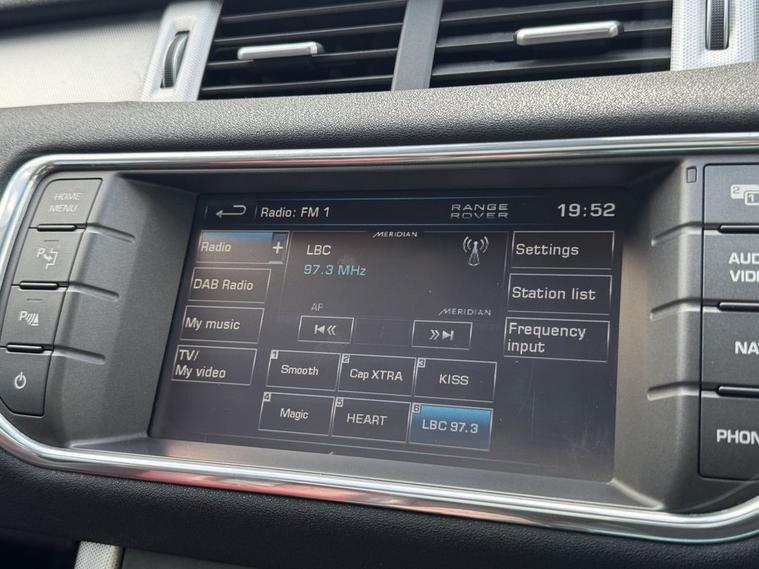 HOME
MENU
Radio: FM 1
RANGE
ROVER
19:52
Radio
+
DAB Radio
My music
TV/
My video
MERIDIAN
LBC
97.3 MHz
AF
MERIDIAN
Settings
Station list
Frequency
input
1
Smooth
2
Cap XTRA
3
KISS
4
Magic
5
HEART
6
LBC 97.3
P
P
2
1
AUD
VIDE
NA
PHON